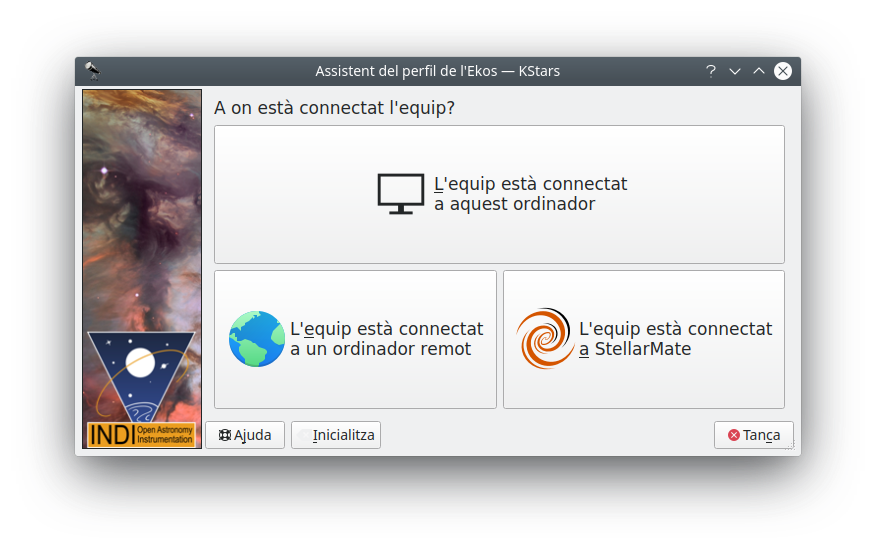 Assistent del perfil de l'Ekos — KStars
A on està connectat l'equip?
L'equip està connectat
a aquest ordinador
L'equip està connectat
a un ordinador remot
L'equip està connectat
a StellarMate
INDI Open Astronomy
Instrumentation
Ajuda
Inicialitza
Tanca